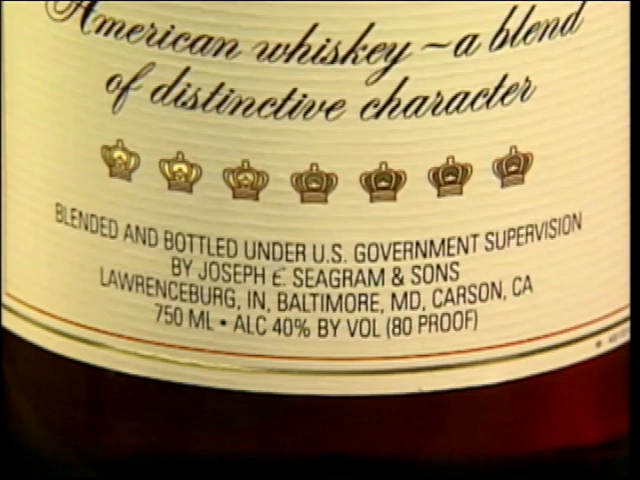 American whiskey ~ a blend
of distinctive character
BLENDED AND BOTTLED UNDER U.S. GOVERNMENT SUPERVISION
BY JOSEPH E. SEAGRAM & SONS
LAWRENCEBURG, IN, BALTIMORE, MD, CARSON, CA
750 ML • ALC 40% BY VOL (80 PROOF)